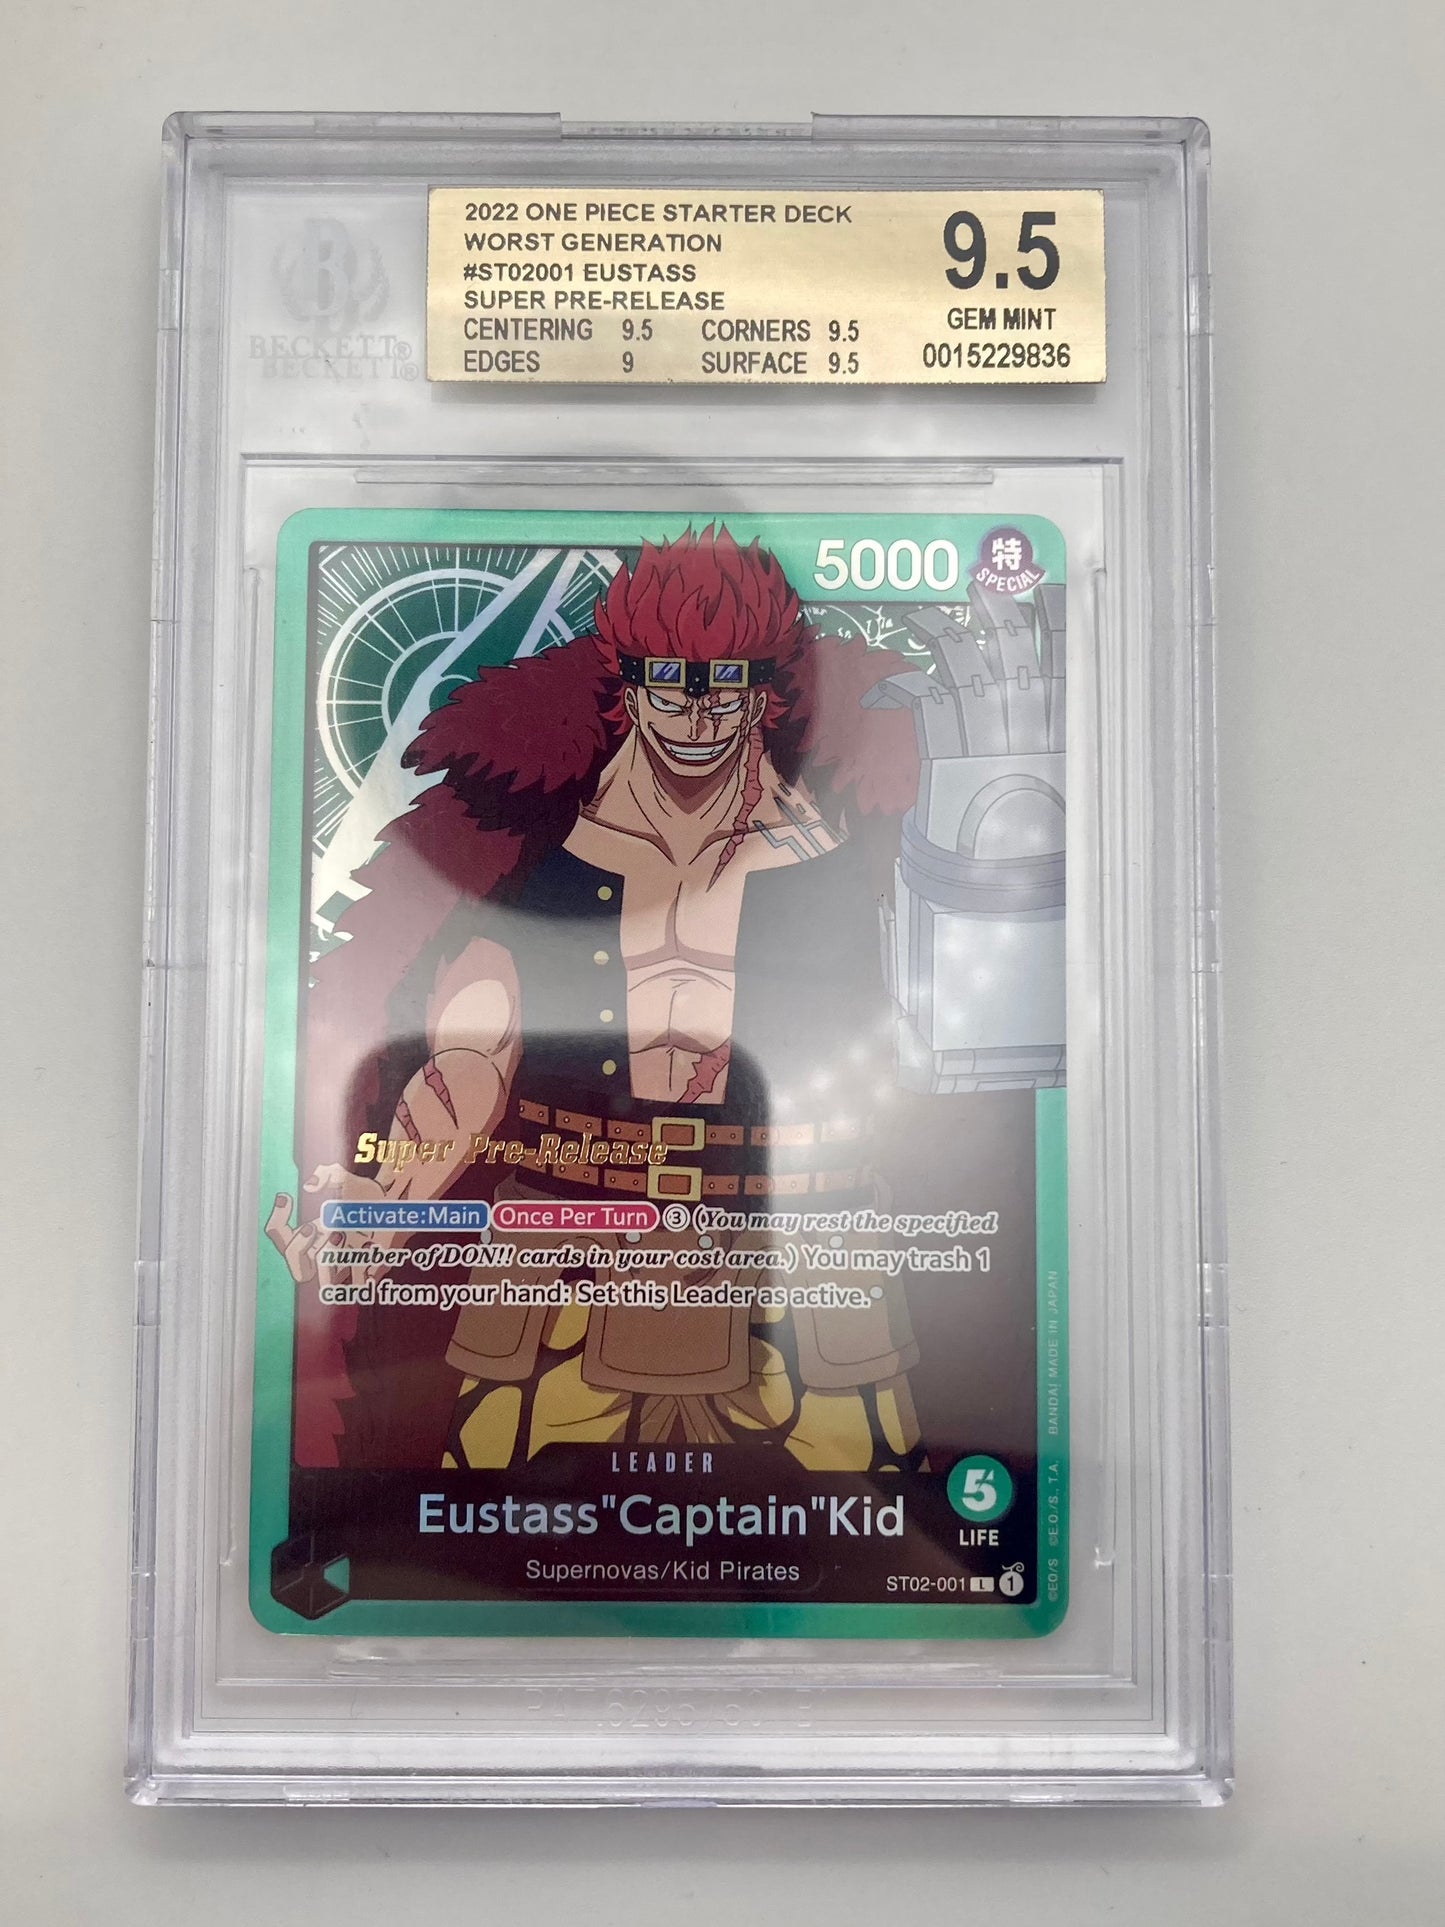 BECKETT®
BECKETT®
2022 ONE PIECE STARTER DECK
WORST GENERATION
#ST02001 EUSTASS
SUPER PRE-RELEASE
CENTERING 9.5 CORNERS 9.5
EDGES 9 SURFACE 9.5
9.5
GEM MINT
0015229836
5000
特
SPECIAL
Super Pre-Release
Activate:Main Once Per Turn ③ (You may rest the specified
number of DON!! cards in your cost area.) You may trash 1
card from your hand: Set this Leader as active.
LEADER
Eustass"Captain"Kid
Supernovas/Kid Pirates
5
LIFE
ST02-001 L 1
©E.O/S ©E.O./S., T.A. BANDAI MADE IN JAPAN